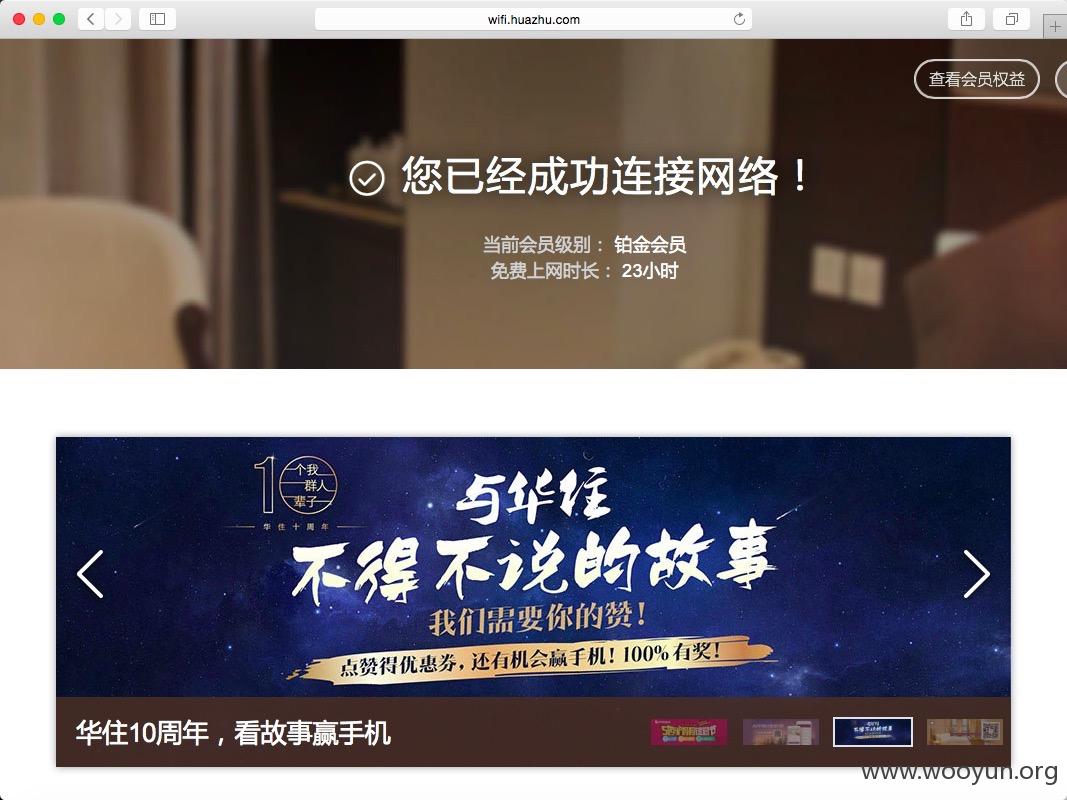 wifi.huazhu.com
查看会员权益
您已经成功连接网络！
当前会员级别： 铂金会员
免费上网时长： 23小时
10
个我
群人
辈子
华住十周年
与华住
不得不说的故事
我们需要你的赞！
点赞得优惠券，还有机会赢手机！100%有奖！
华住10周年，看故事赢手机
www.wooyun.org